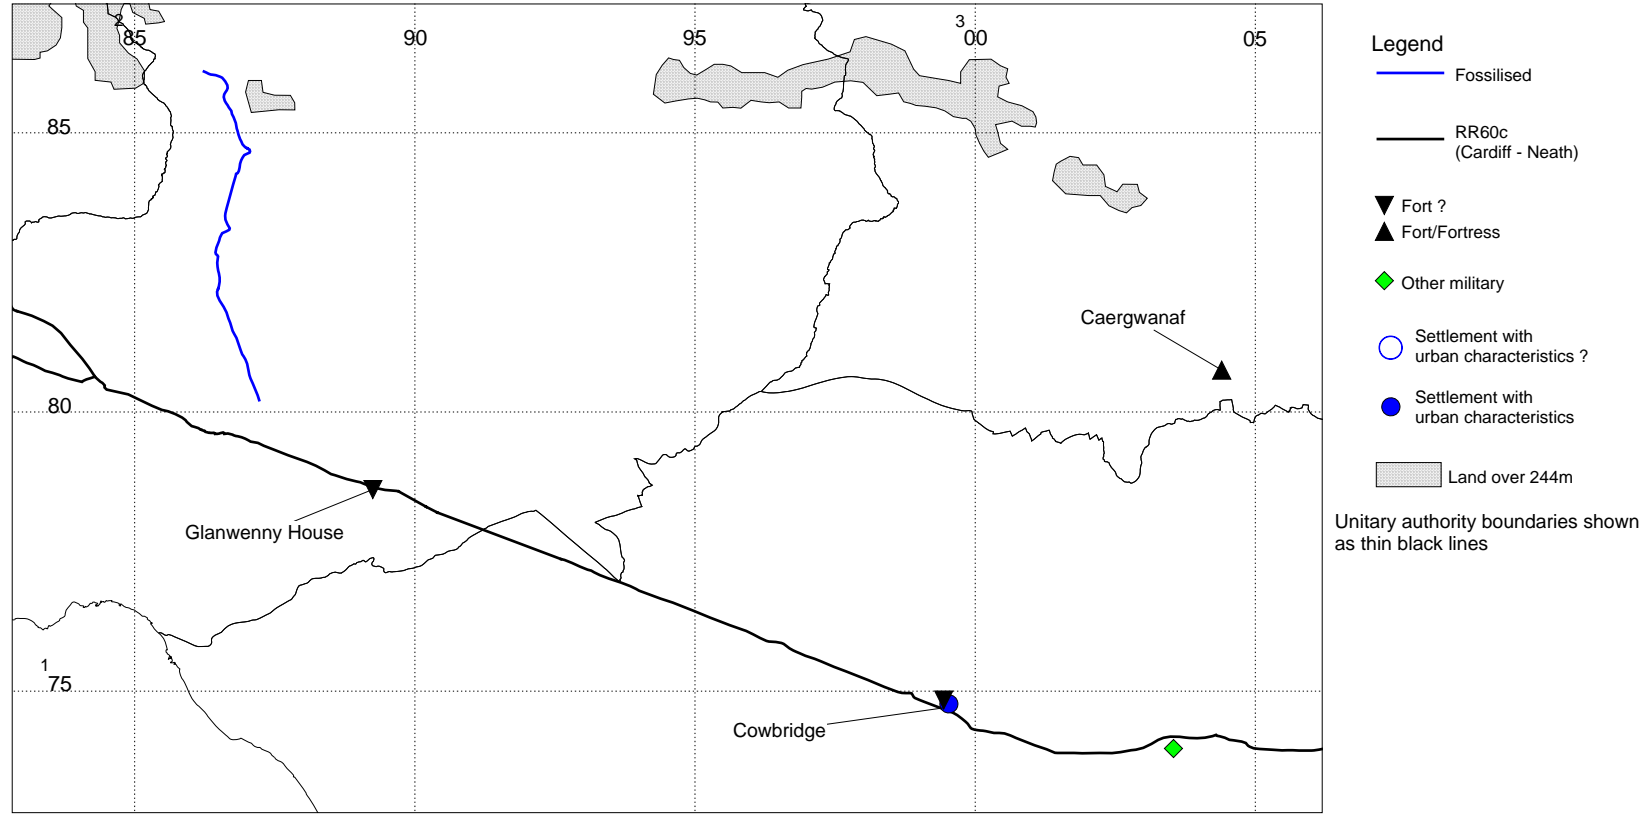 2
85
90
95
3
00
05
85
80
1
75
Caergwanaf
Glanwenny House
Cowbridge
Legend
Fossilised
RR60c
(Cardiff - Neath)
Fort ?
Fort/Fortress
Other military
Settlement with
urban characteristics ?
Settlement with
urban characteristics
Land over 244m
Unitary authority boundaries shown
as thin black lines